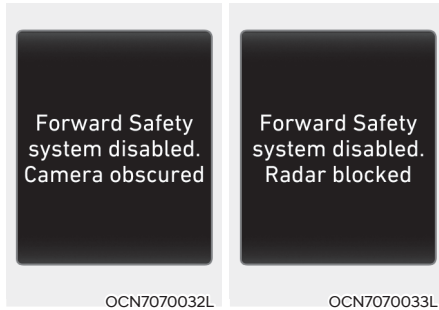 Forward Safety
system disabled.
Camera obscured
OCN7070032L
Forward Safety
system disabled.
Radar blocked
OCN7070033L